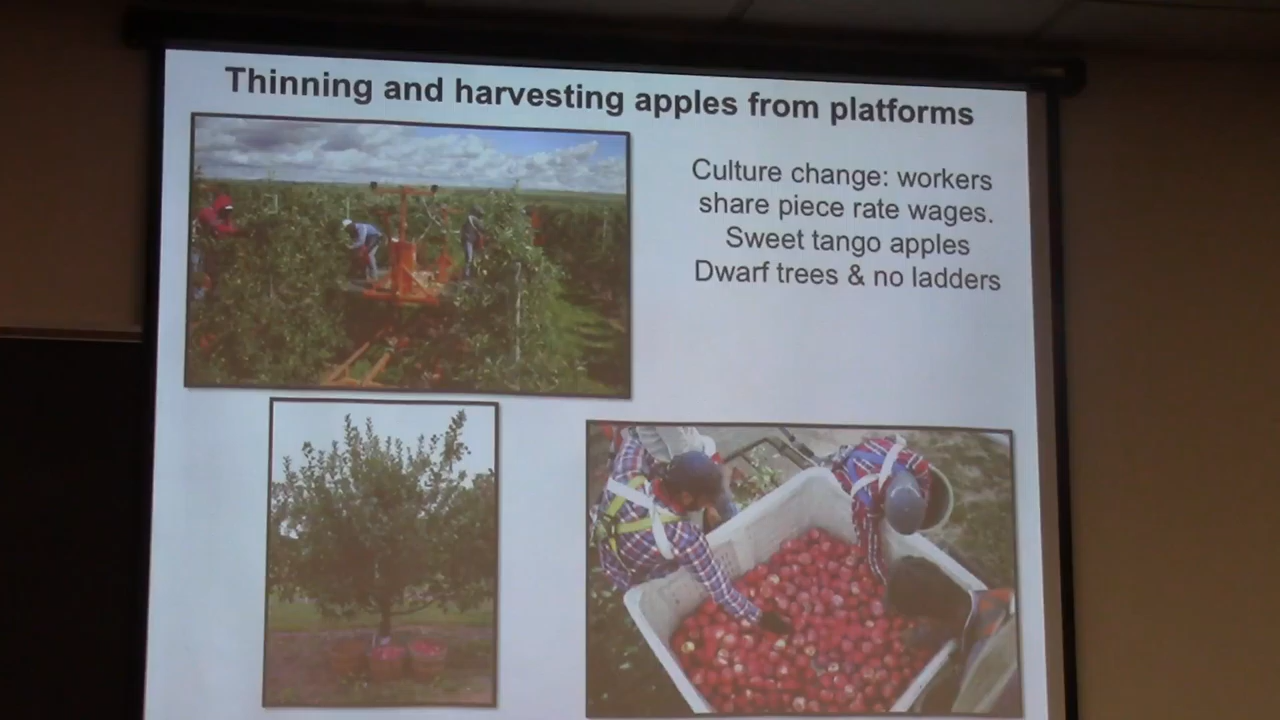 Thinning and harvesting apples from platforms
Culture change: workers
share piece rate wages.
Sweet tango apples
Dwarf trees & no ladders